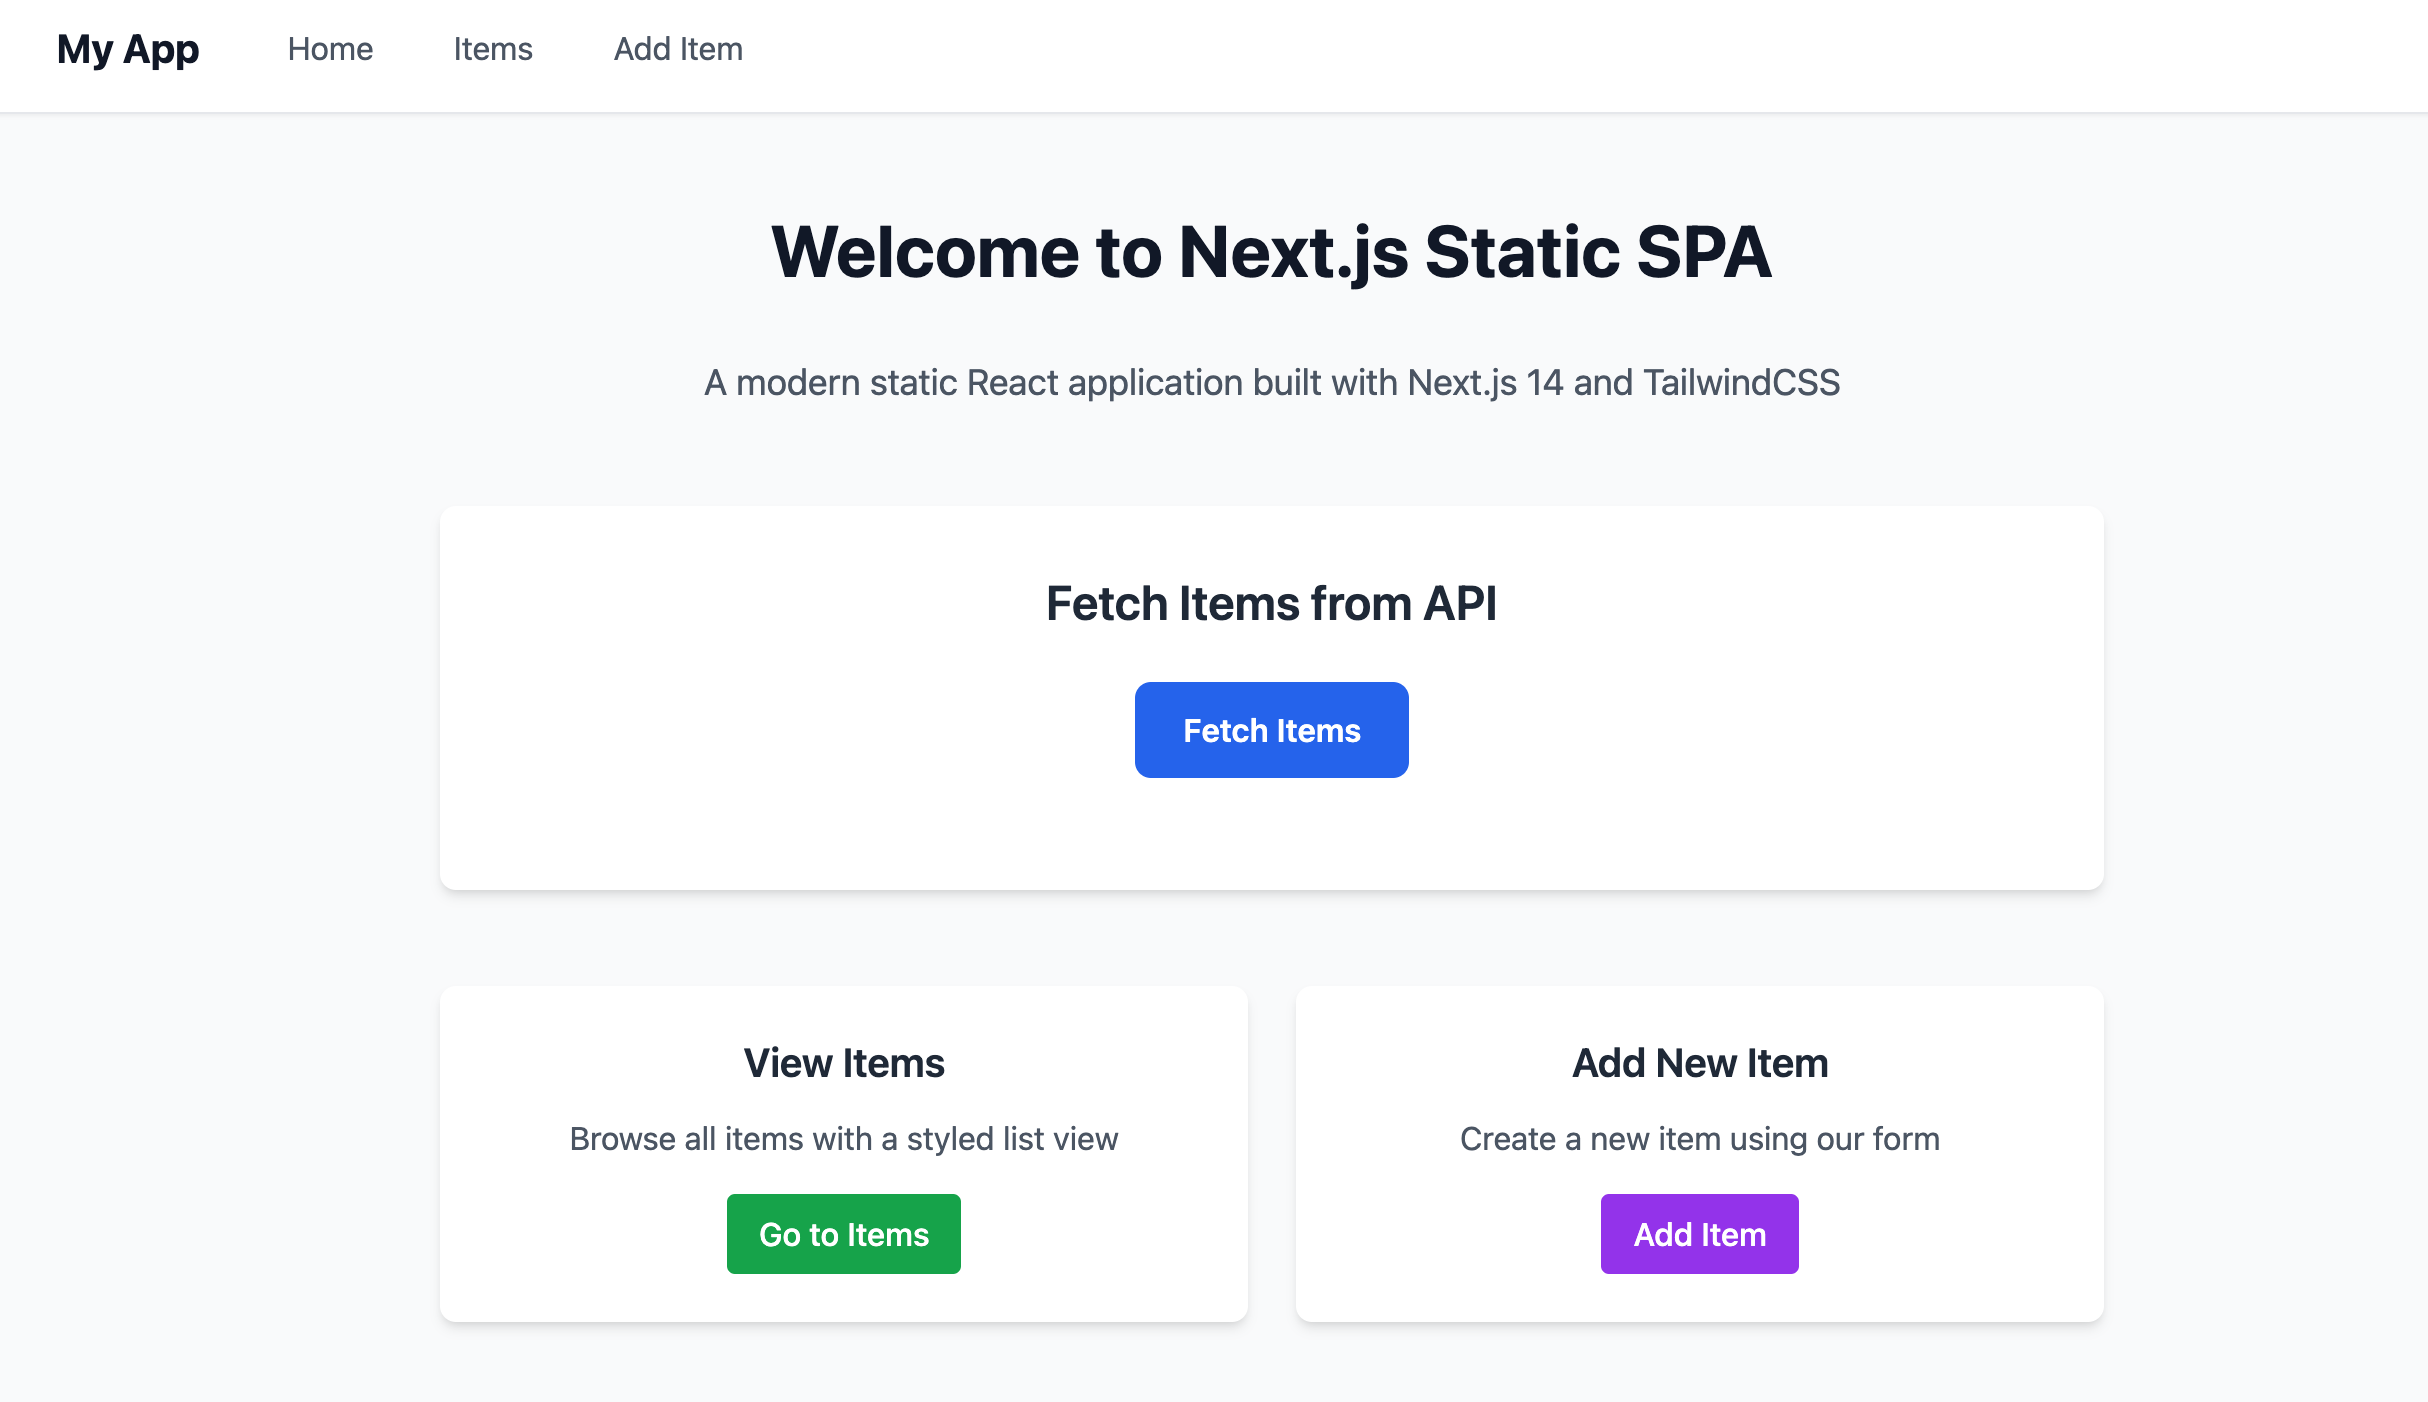 My App Home Items Add Item
Welcome to Next.js Static SPA
A modern static React application built with Next.js 14 and TailwindCSS
Fetch Items from API
Fetch Items
View Items
Browse all items with a styled list view
Go to Items
Add New Item
Create a new item using our form
Add Item